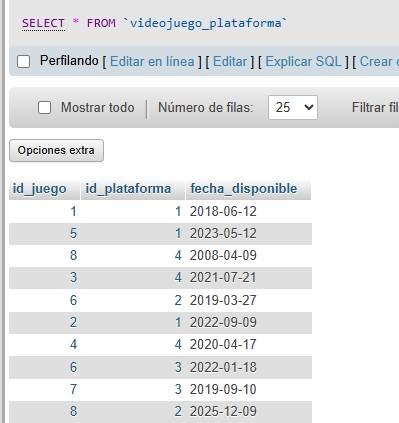 SELECT * FROM `videojuego_plataforma`
Perfilando [ Editar en línea ] [ Editar ] [ Explicar SQL ] [ Crear
Mostrar todo Número de filas: 25 Filtrar
Opciones extra
id_juego id_plataforma fecha_disponible
1 1 2018-06-12
5 1 2023-05-12
8 4 2008-04-09
3 4 2021-07-21
6 2 2019-03-27
2 1 2022-09-09
4 4 2020-04-17
6 3 2022-01-18
7 3 2019-09-10
8 2 2025-12-09